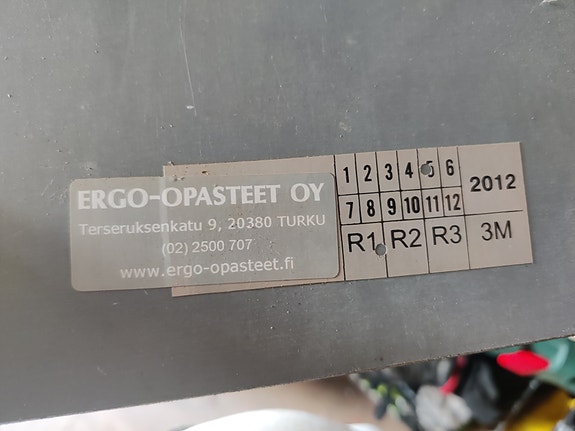 ERGO-OPASTEET OY
Terseruksenkatu 9, 20380 TURKU
(02) 2500 707
www.ergo-opasteet.fi
1 2 3 4 5 6
7 8 9 10 11 12
2012
R1 R2 R3
3M